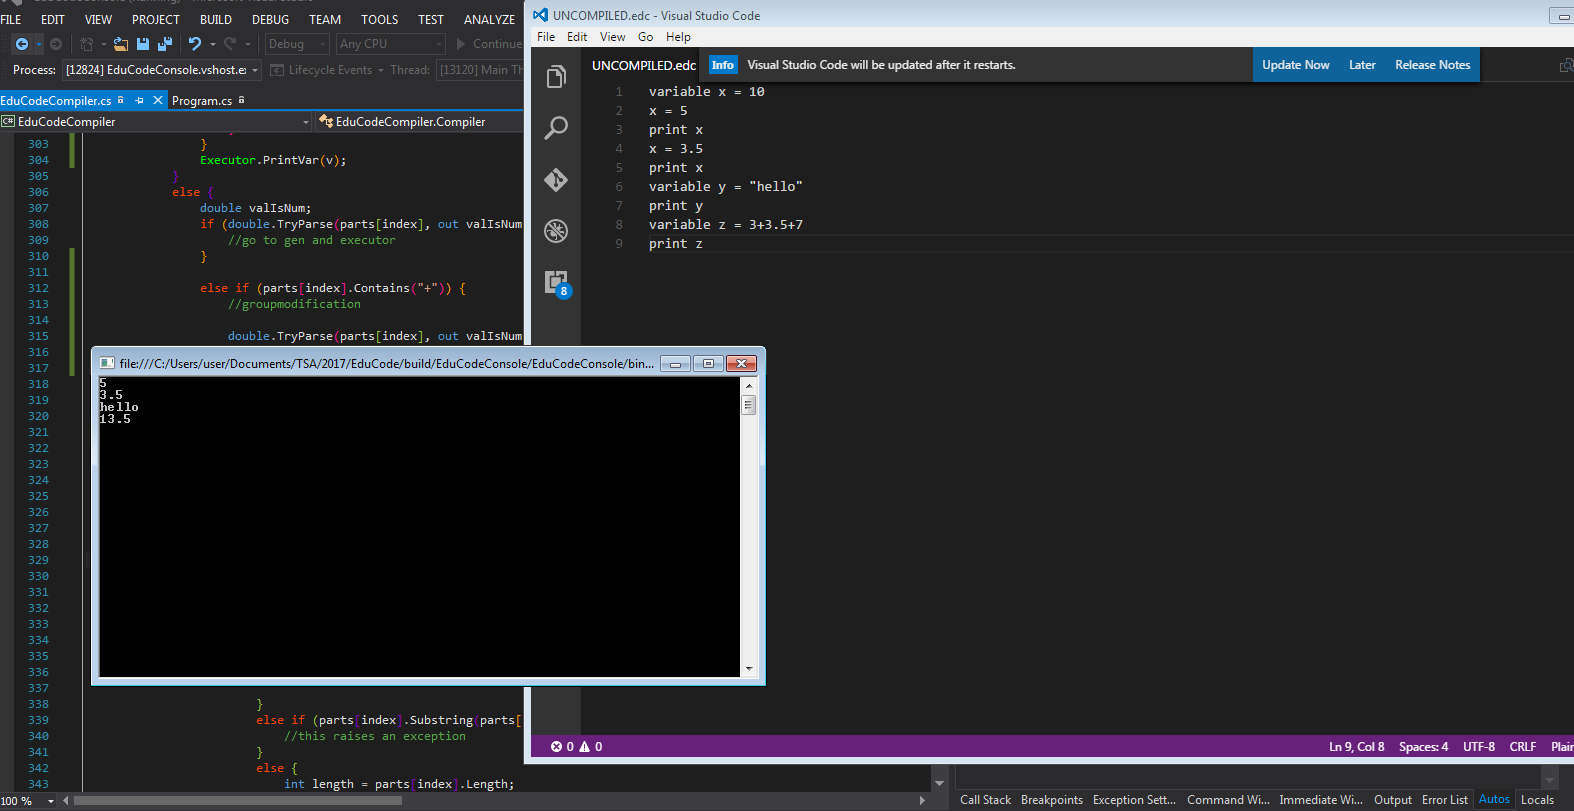 FILE EDIT VIEW PROJECT BUILD DEBUG TEAM TOOLS TEST ANALYZE
Debug Any CPU Continue
Process: [12824] EduCodeConsole.vshost.e Lifecycle Events Thread: [13120] Main Th
EduCodeCompiler.cs Program.cs
C# EduCodeCompiler EduCodeCompiler.Compiler
303 }
304 Executor.PrintVar(v);
305 }
306 else {
307 double valIsNum;
308 if (double.TryParse(parts[index], out valIsNum
309 //go to gen and executor
310 }
311
312 else if (parts[index].Contains("+")) {
313 //groupmodification
314
315 double.TryParse(parts[index], out valIsNum
316
317
318
319
320
321
322
323
324
325
326
327
328
329
330
331
332
333
334
335
336
337
338 }
339 else if (parts[index].Substring(parts[
340 //this raises an exception
341 }
342 else {
343 int length = parts[index].Length;
100 %
UNCOMPILED.edc - Visual Studio Code
File Edit View Go Help
UNCOMPILED.edc Info Visual Studio Code will be updated after it restarts. Update Now Later Release Notes
1 variable x = 10
2 x = 5
3 print x
4 x = 3.5
5 print x
6 variable y = "hello"
7 print y
8 variable z = 3+3.5+7
9 print z
8
0 0 Ln 9, Col 8 Spaces: 4 UTF-8 CRLF Plain
file:///C:/Users/user/Documents/TSA/2017/EduCode/build/EduCodeConsole/EduCodeConsole/bin...
5
3.5
hello
13.5
Call Stack Breakpoints Exception Sett... Command Wi... Immediate Wi... Output Error List Autos Locals